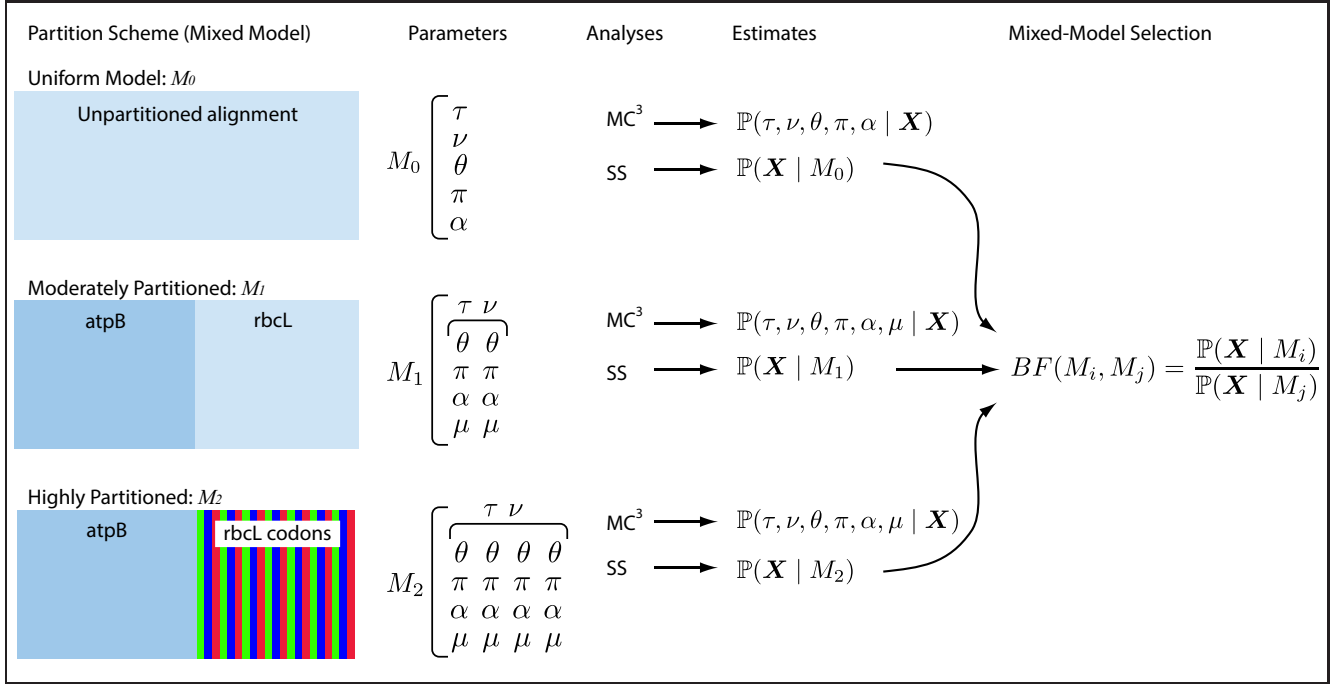 Partition Scheme (Mixed Model) Parameters Analyses Estimates Mixed-Model Selection
Uniform Model: M₀
Unpartitioned alignment
M₀
τ
ν
θ
π
α
MC³ ℙ(τ, ν, θ, π, α | X)
SS ℙ(X | M₀)
Moderately Partitioned: M₁
atpB rbcL
M₁
τ ν
θ θ
π π
α α
μ μ
MC³ ℙ(τ, ν, θ, π, α, μ | X)
SS ℙ(X | M₁)
BF(Mᵢ, Mⱼ) = ℙ(X | Mᵢ)
ℙ(X | Mⱼ)
Highly Partitioned: M₂
atpB rbcL codons
M₂
τ ν
θ θ θ θ
π π π π
α α α α
μ μ μ μ
MC³ ℙ(τ, ν, θ, π, α, μ | X)
SS ℙ(X | M₂)